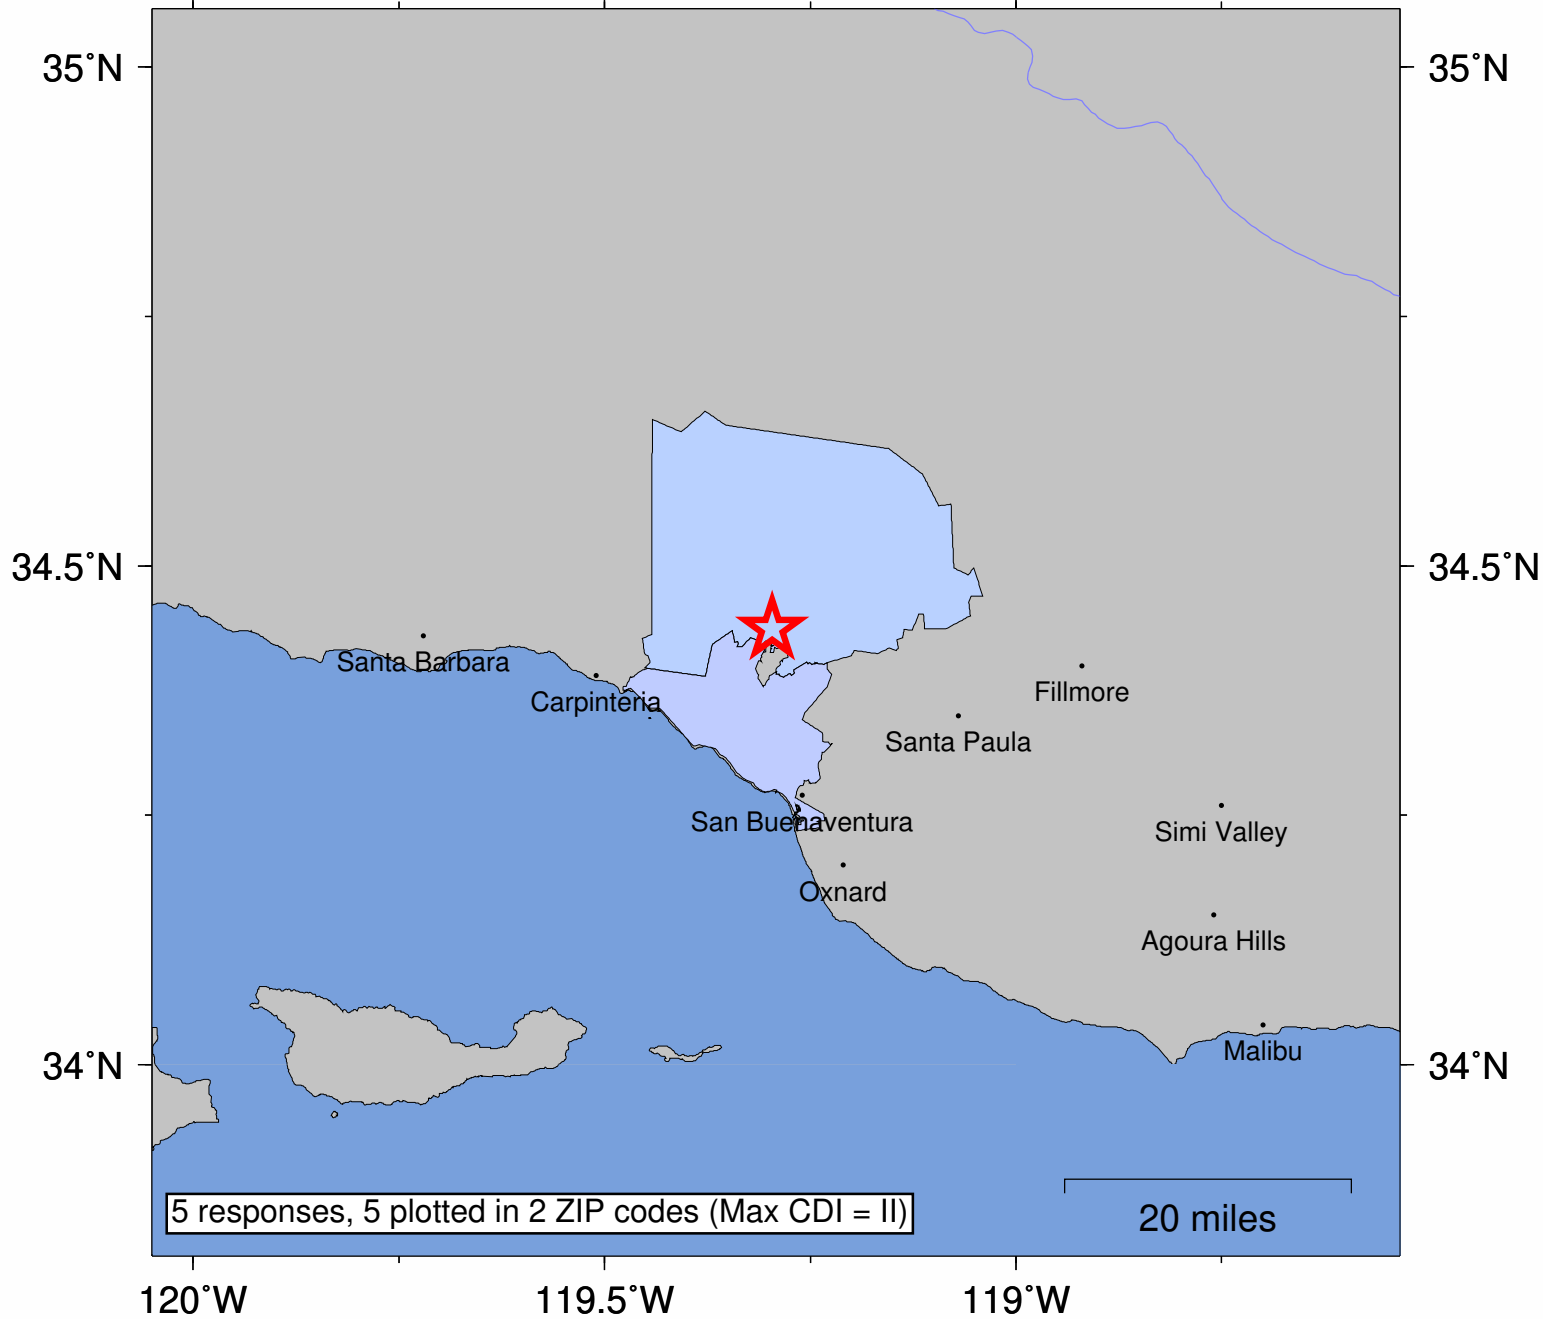 35˚N
35˚N
34.5˚N
34.5˚N
Santa Barbara
Carpinteria
Fillmore
Santa Paula
San Buenaventura
Simi Valley
Oxnard
Agoura Hills
Malibu
34˚N
34˚N
5 responses, 5 plotted in 2 ZIP codes (Max CDI = II)
20 miles
120˚W
119.5˚W
119˚W